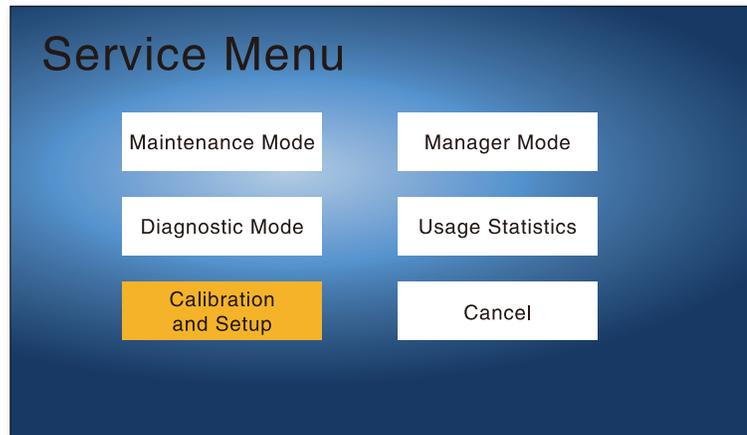 Service Menu
Maintenance Mode
Manager Mode
Diagnostic Mode
Usage Statistics
Calibration
and Setup
Cancel